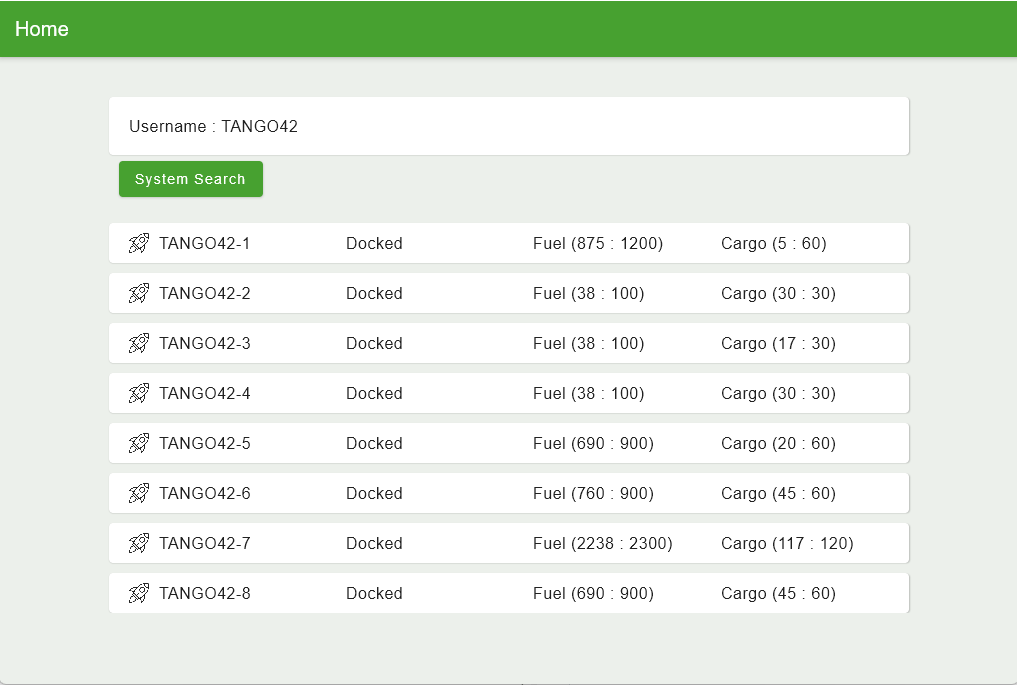 Home
Username : TANGO42
System Search
TANGO42-1 Docked Fuel (875 : 1200) Cargo (5 : 60)
TANGO42-2 Docked Fuel (38 : 100) Cargo (30 : 30)
TANGO42-3 Docked Fuel (38 : 100) Cargo (17 : 30)
TANGO42-4 Docked Fuel (38 : 100) Cargo (30 : 30)
TANGO42-5 Docked Fuel (690 : 900) Cargo (20 : 60)
TANGO42-6 Docked Fuel (760 : 900) Cargo (45 : 60)
TANGO42-7 Docked Fuel (2238 : 2300) Cargo (117 : 120)
TANGO42-8 Docked Fuel (690 : 900) Cargo (45 : 60)